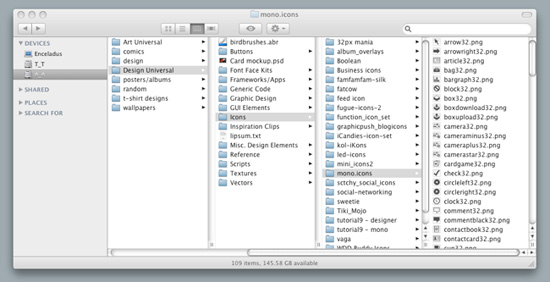 mono.icons
DEVICES
Enceladus
T_T
SHARED
PLACES
SEARCH FOR
Art Universal
comics
design
Design Universal
posters/albums
random
t-shirt designs
wallpapers
birdbrushes.abr
Buttons
Card mockup.psd
Font Face Kits
Frameworks/Apps
Generic Code
Graphic Design
GUI Elements
Icons
Inspiration Clips
lipsum.txt
Misc. Design Elements
Reference
Scripts
Textures
Vectors
32px mania
album_overlays
Boolean
Business icons
famfamfam-silk
fatcow
feed icon
fugue-icons-2
function_icon_set
graphicpush_blogicons
iCandies-icon-set
kol-iKons
led-icons
mini_icons2
mono.icons
sctchy_social_icons
social-networking
sweetie
Tiki_Mojo
tutorial9 - designer
tutorial9 - mono
vaga
WDD Buddy Icons
arrow32.png
arrowright32.png
article32.png
bag32.png
bargraph32.png
block32.png
box32.png
boxdownload32.png
boxupload32.png
camera32.png
cameraminus32.png
cameraplus32.png
camerastar32.png
cardgame32.png
check32.png
circleleft32.png
circleright32.png
clock32.png
comment32.png
commentblack32.png
contactbook32.png
contactcard32.png
109 items, 145.58 GB available